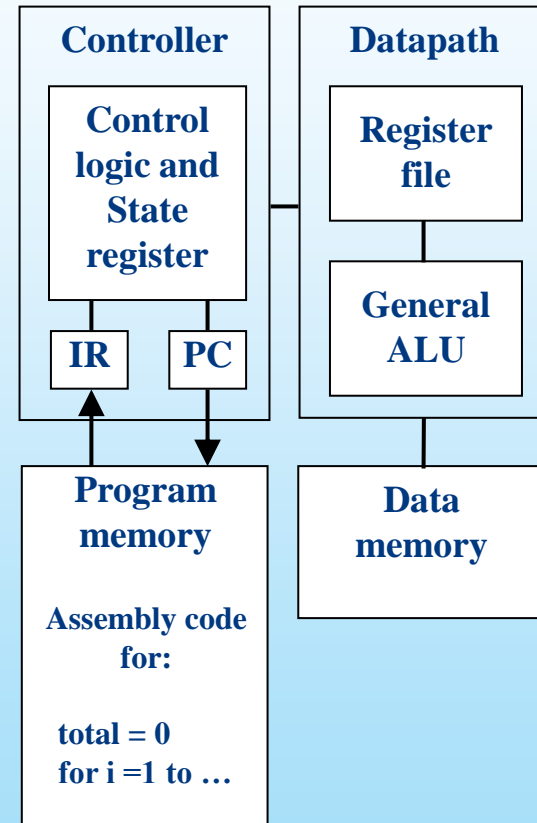 Controller
Control
logic and
State
register
IR
PC
Datapath
Register
file
General
ALU
Program
memory
Assembly code
for:
total = 0
for i =1 to …
Data
memory